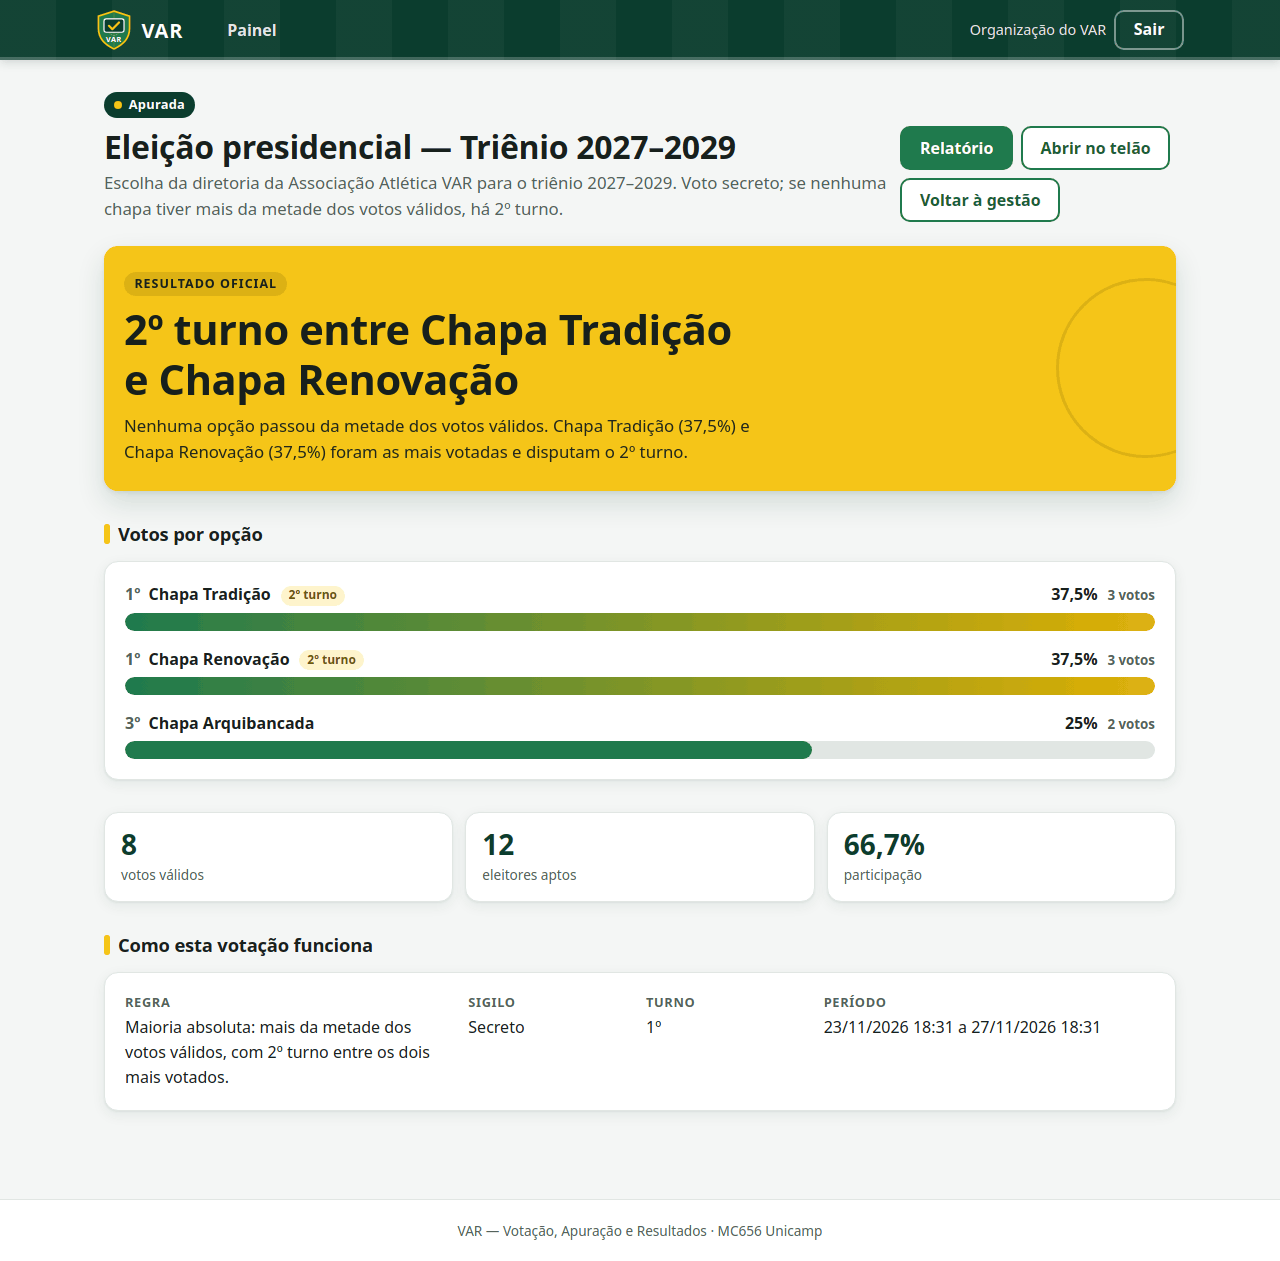 VAR
VAR
Painel
Organização do VAR
Sair
Apurada
Eleição presidencial — Triênio 2027–2029
Escolha da diretoria da Associação Atlética VAR para o triênio 2027–2029. Voto secreto; se nenhuma
chapa tiver mais da metade dos votos válidos, há 2º turno.
Relatório
Abrir no telão
Voltar à gestão
RESULTADO OFICIAL
2º turno entre Chapa Tradição
e Chapa Renovação
Nenhuma opção passou da metade dos votos válidos. Chapa Tradição (37,5%) e
Chapa Renovação (37,5%) foram as mais votadas e disputam o 2º turno.
Votos por opção
1º Chapa Tradição 2º turno 37,5% 3 votos
1º Chapa Renovação 2º turno 37,5% 3 votos
3º Chapa Arquibancada 25% 2 votos
8
votos válidos
12
eleitores aptos
66,7%
participação
Como esta votação funciona
REGRA
Maioria absoluta: mais da metade dos
votos válidos, com 2º turno entre os dois
mais votados.
SIGILO
Secreto
TURNO
1º
PERÍODO
23/11/2026 18:31 a 27/11/2026 18:31
VAR — Votação, Apuração e Resultados · MC656 Unicamp